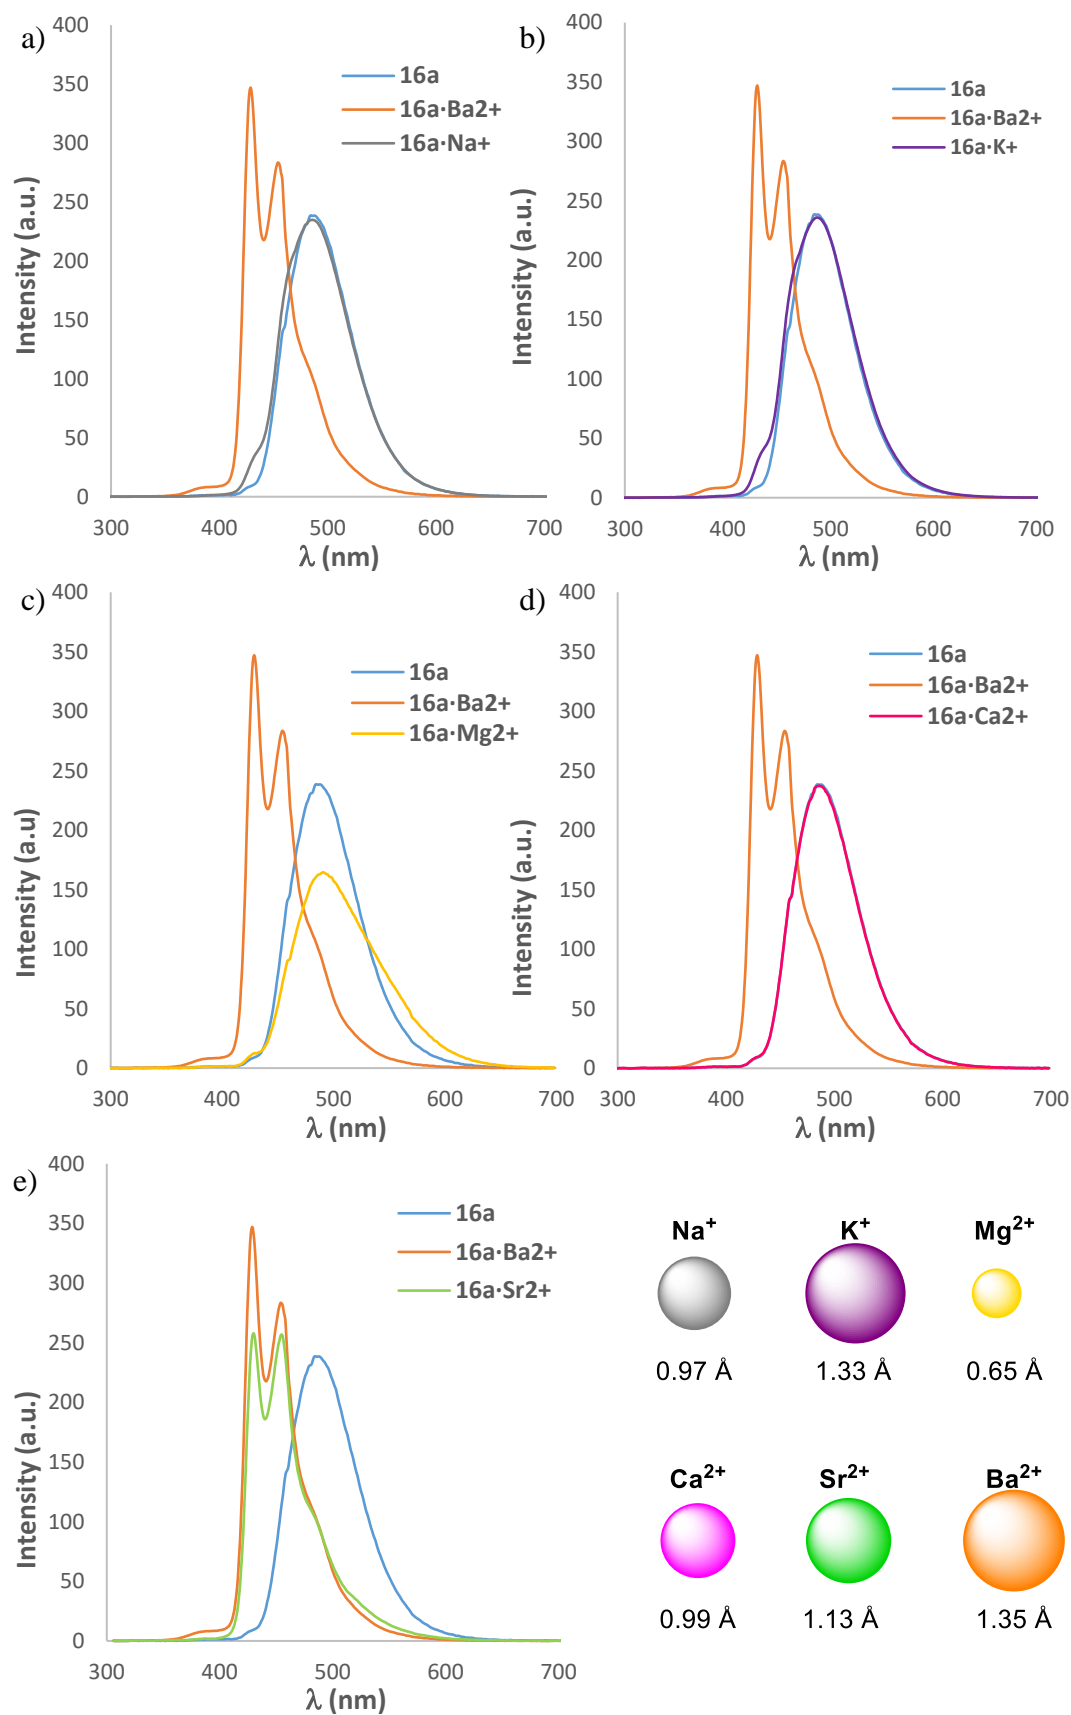 a)
400
350
300
250
200
150
100
50
0
300 400 500 600 700
Intensity (a.u.)
λ (nm)
16a
16a·Ba2+
16a·Na+
b)
400
350
300
250
200
150
100
50
0
300 400 500 600 700
Intensity (a.u.)
λ (nm)
16a
16a·Ba2+
16a·K+
c)
400
350
300
250
200
150
100
50
0
300 400 500 600 700
Intensity (a.u)
λ (nm)
16a
16a·Ba2+
16a·Mg2+
d)
400
350
300
250
200
150
100
50
0
300 400 500 600 700
Intensity (a.u.)
λ (nm)
16a
16a·Ba2+
16a·Ca2+
e)
400
350
300
250
200
150
100
50
0
300 400 500 600 700
Intensity (a.u.)
λ (nm)
16a
16a·Ba2+
16a·Sr2+
Na⁺ K⁺ Mg²⁺
0.97 Å 1.33 Å 0.65 Å
Ca²⁺ Sr²⁺ Ba²⁺
0.99 Å 1.13 Å 1.35 Å